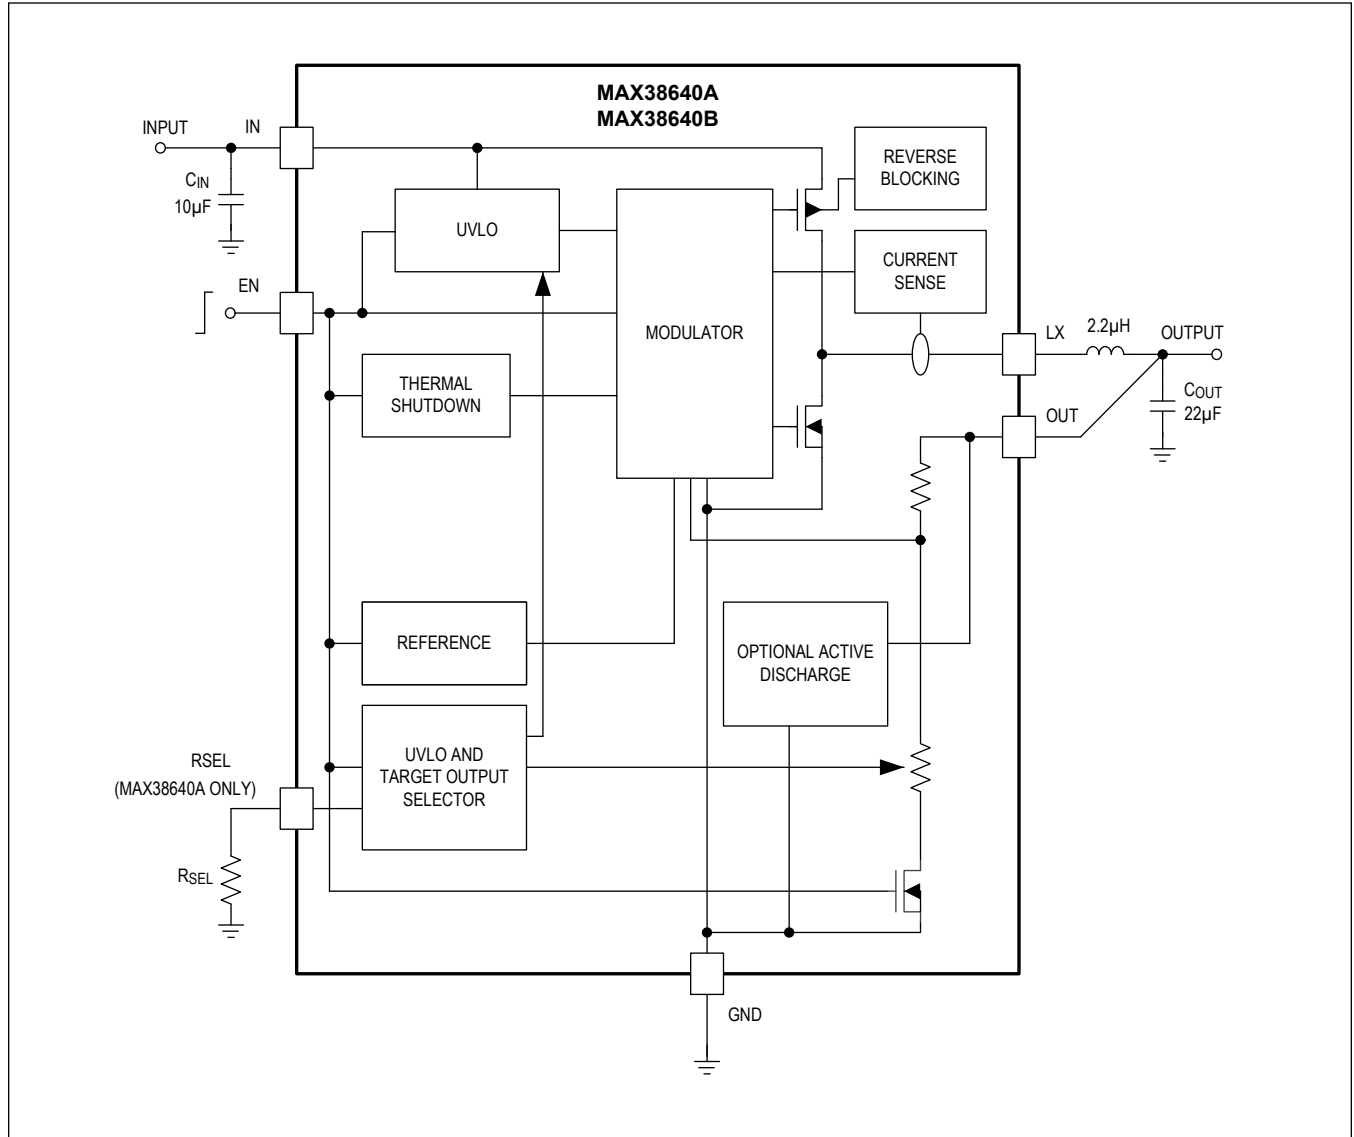 MAX38640A
MAX38640B
INPUT
IN
CIN
10µF
REVERSE
BLOCKING
UVLO
CURRENT
SENSE
EN
MODULATOR
LX
2.2µH
OUTPUT
THERMAL
SHUTDOWN
COUT
22µF
OUT
REFERENCE
OPTIONAL ACTIVE
DISCHARGE
UVLO AND
TARGET OUTPUT
SELECTOR
RSEL
(MAX38640A ONLY)
RSEL
GND